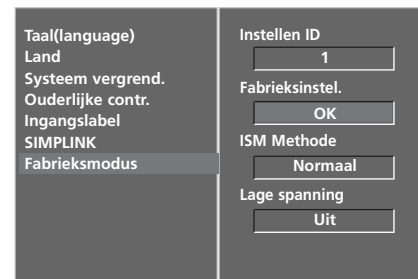 Taal(language)
Land
Systeem vergrend.
Ouderlijke contr.
Ingangslabel
SIMPLINK
Fabrieksmodus
Instellen ID
1
Fabrieksinstel.
OK
ISM Methode
Normaal
Lage spanning
Uit